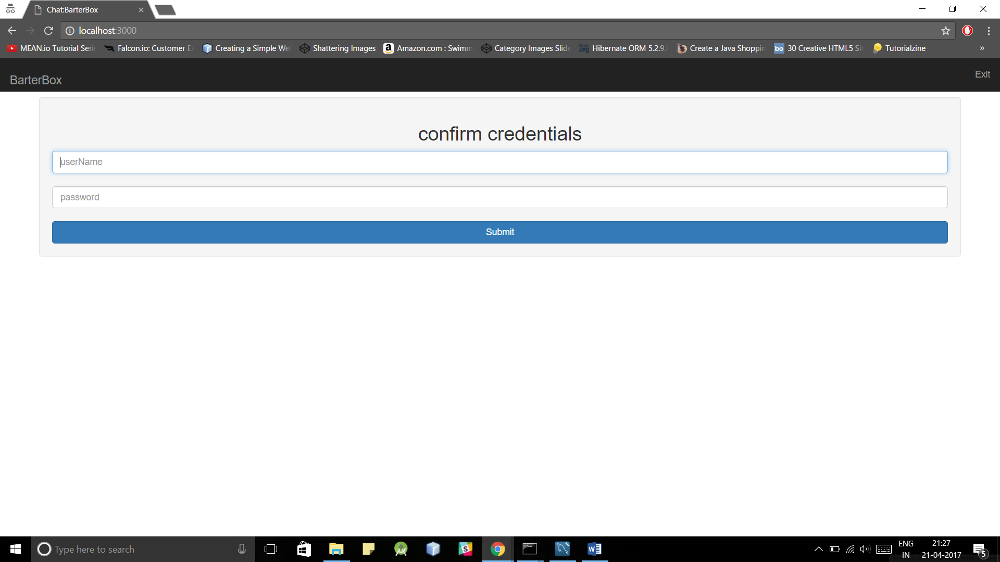 Chat:BarterBox
localhost:3000
MEAN.io Tutorial Seri
Falcon.io: Customer E
Creating a Simple We
Shattering Images
Amazon.com : Swimm
Category Images Slide
Hibernate ORM 5.2.9.
Create a Java Shoppin
bo 30 Creative HTML5 Si
Tutorialzine
»
BarterBox
Exit
confirm credentials
userName
password
Submit
Type here to search
ENG
IN
21:27
21-04-2017
5